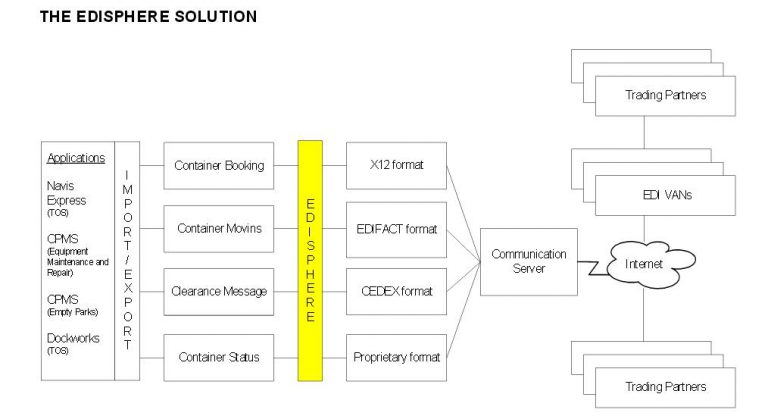 THE EDISPHERE SOLUTION
Applications
Navis
Express
(TOS)
CPMS
(Equipment
Maintenance and
Repair)
CPMS
(Empty Parks)
Dockworks
(TOS)
IMPORT/EXPORT
Container Booking
Container Movins
Clearance Message
Container Status
EDISPHERE
X12 format
EDIFACT format
CEDEX format
Proprietary format
Communication
Server
Internet
Trading Partners
EDI VANs
Trading Partners